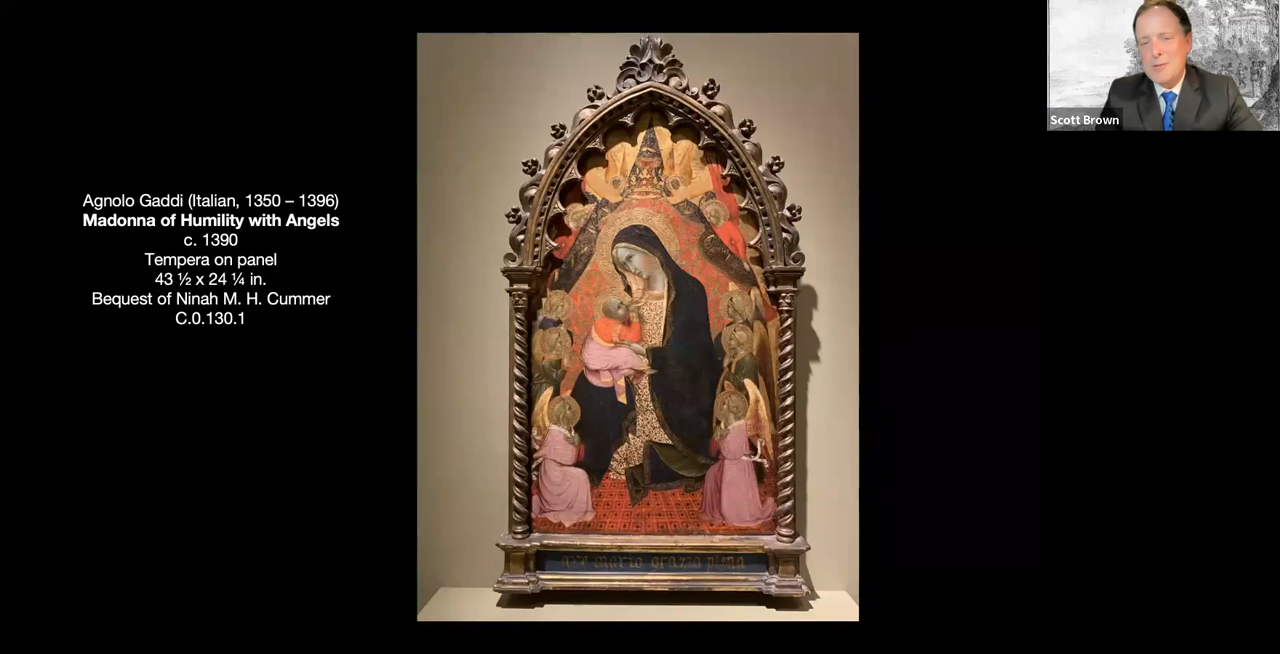 Agnolo Gaddi (Italian, 1350 – 1396)
Madonna of Humility with Angels
c. 1390
Tempera on panel
43 ½ x 24 ¼ in.
Bequest of Ninah M. H. Cummer
C.0.130.1
Scott Brown
ave maria grazia plena